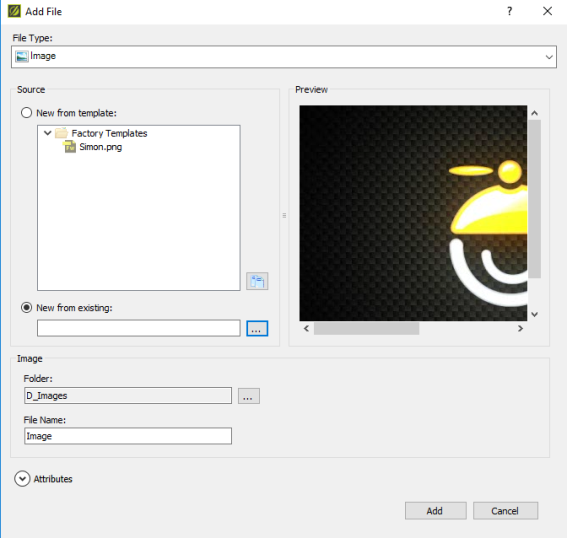 Add File
?
File Type:
Image
Source
New from template:
Factory Templates
Simon.png
New from existing:
...
Preview
Image
Folder:
D_Images
...
File Name:
Image
Attributes
Add
Cancel